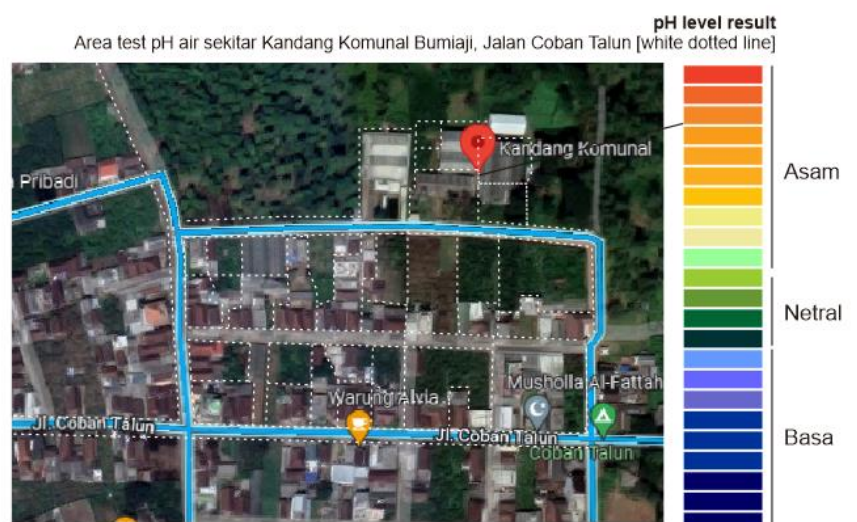 pH level result
Area test pH air sekitar Kandang Komunal Bumiaji, Jalan Coban Talun [white dotted line]
Kandang Komunal
Pribadi
Asam
Netral
Musholla Al-Fattah
Warung Alvia
Jl. Coban Talun
Jl. Coban Talun
Coban Talun
Basa